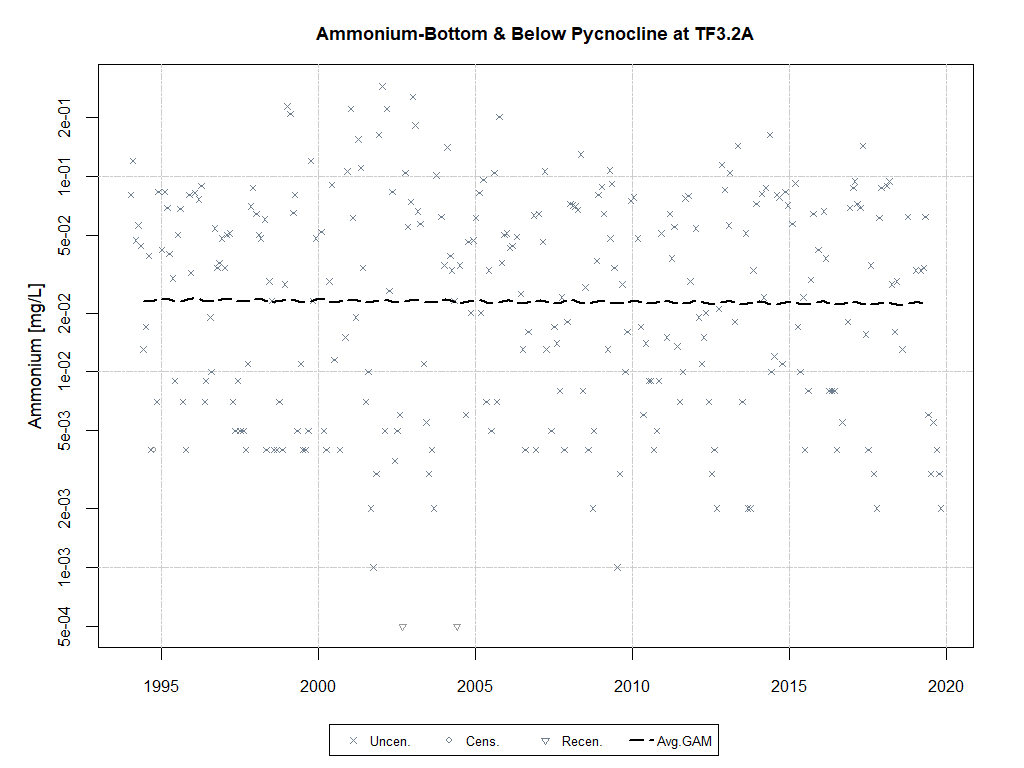 Ammonium-Bottom & Below Pycnocline at TF3.2A
Ammonium [mg/L]
2e-01
1e-01
5e-02
2e-02
1e-02
5e-03
2e-03
1e-03
5e-04
1995 2000 2005 2010 2015 2020
Uncen. Cens. Recen. Avg.GAM